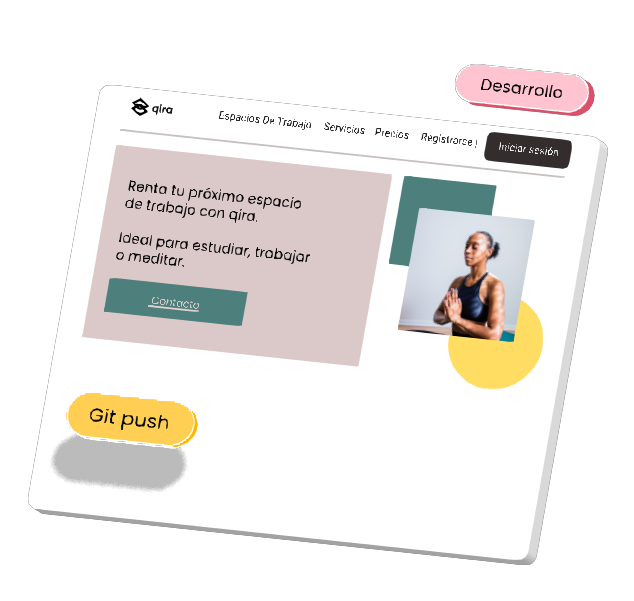 Desarrollo
qira
Espacios De Trabajo Servicios Precios Registrarse | Iniciar sesión
Renta tu próximo espacio
de trabajo con qira.
Ideal para estudiar, trabajar
o meditar.
Contacto
Git push